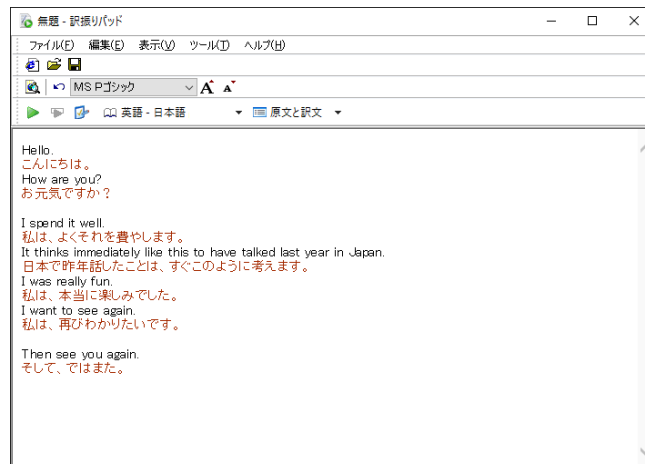 無題 - 訳振りパッド
ファイル(F) 編集(E) 表示(V) ツール(T) ヘルプ(H)
MS Pゴシック A A
英語 - 日本語 原文と訳文
Hello.
こんにちは。
How are you?
お元気ですか？
I spend it well.
私は、よくそれを費やします。
It thinks immediately like this to have talked last year in Japan.
日本で昨年話したことは、すぐこのように考えます。
I was really fun.
私は、本当に楽しみでした。
I want to see again.
私は、再びわかりたいです。
Then see you again.
そして、ではまた。